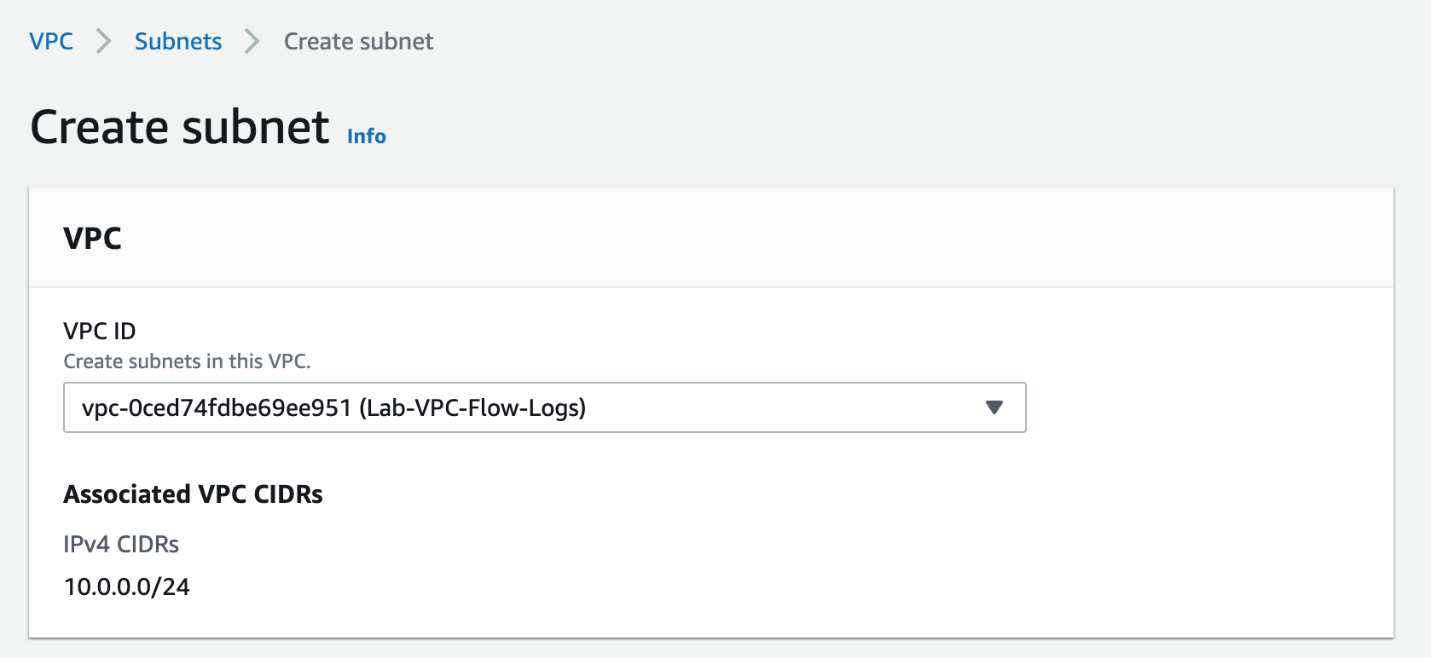 VPC Subnets Create subnet
Create subnet Info
VPC
VPC ID
Create subnets in this VPC.
vpc-0ced74fdbe69ee951 (Lab-VPC-Flow-Logs)
Associated VPC CIDRs
IPv4 CIDRs
10.0.0.0/24